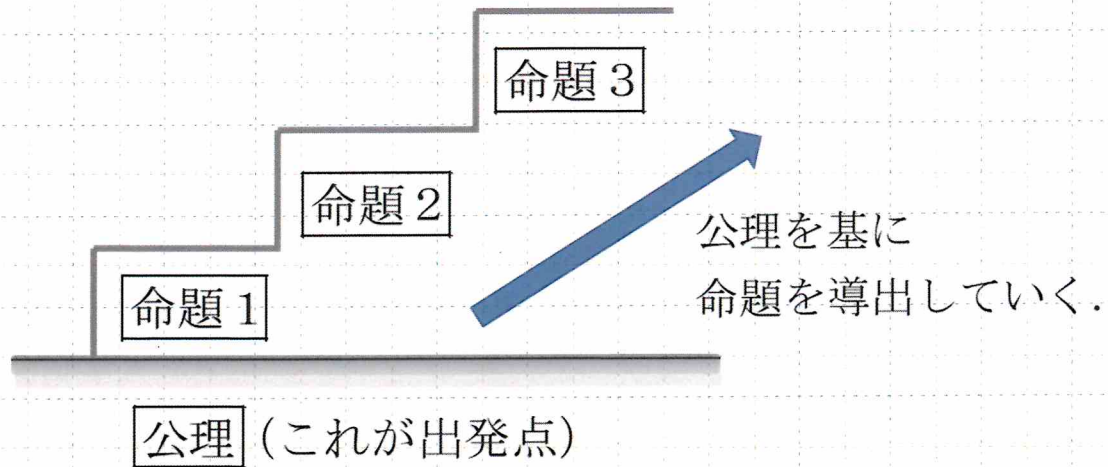 命題3
命題2
公理を基に
命題を導出していく.
命題1
公理 (これが出発点)